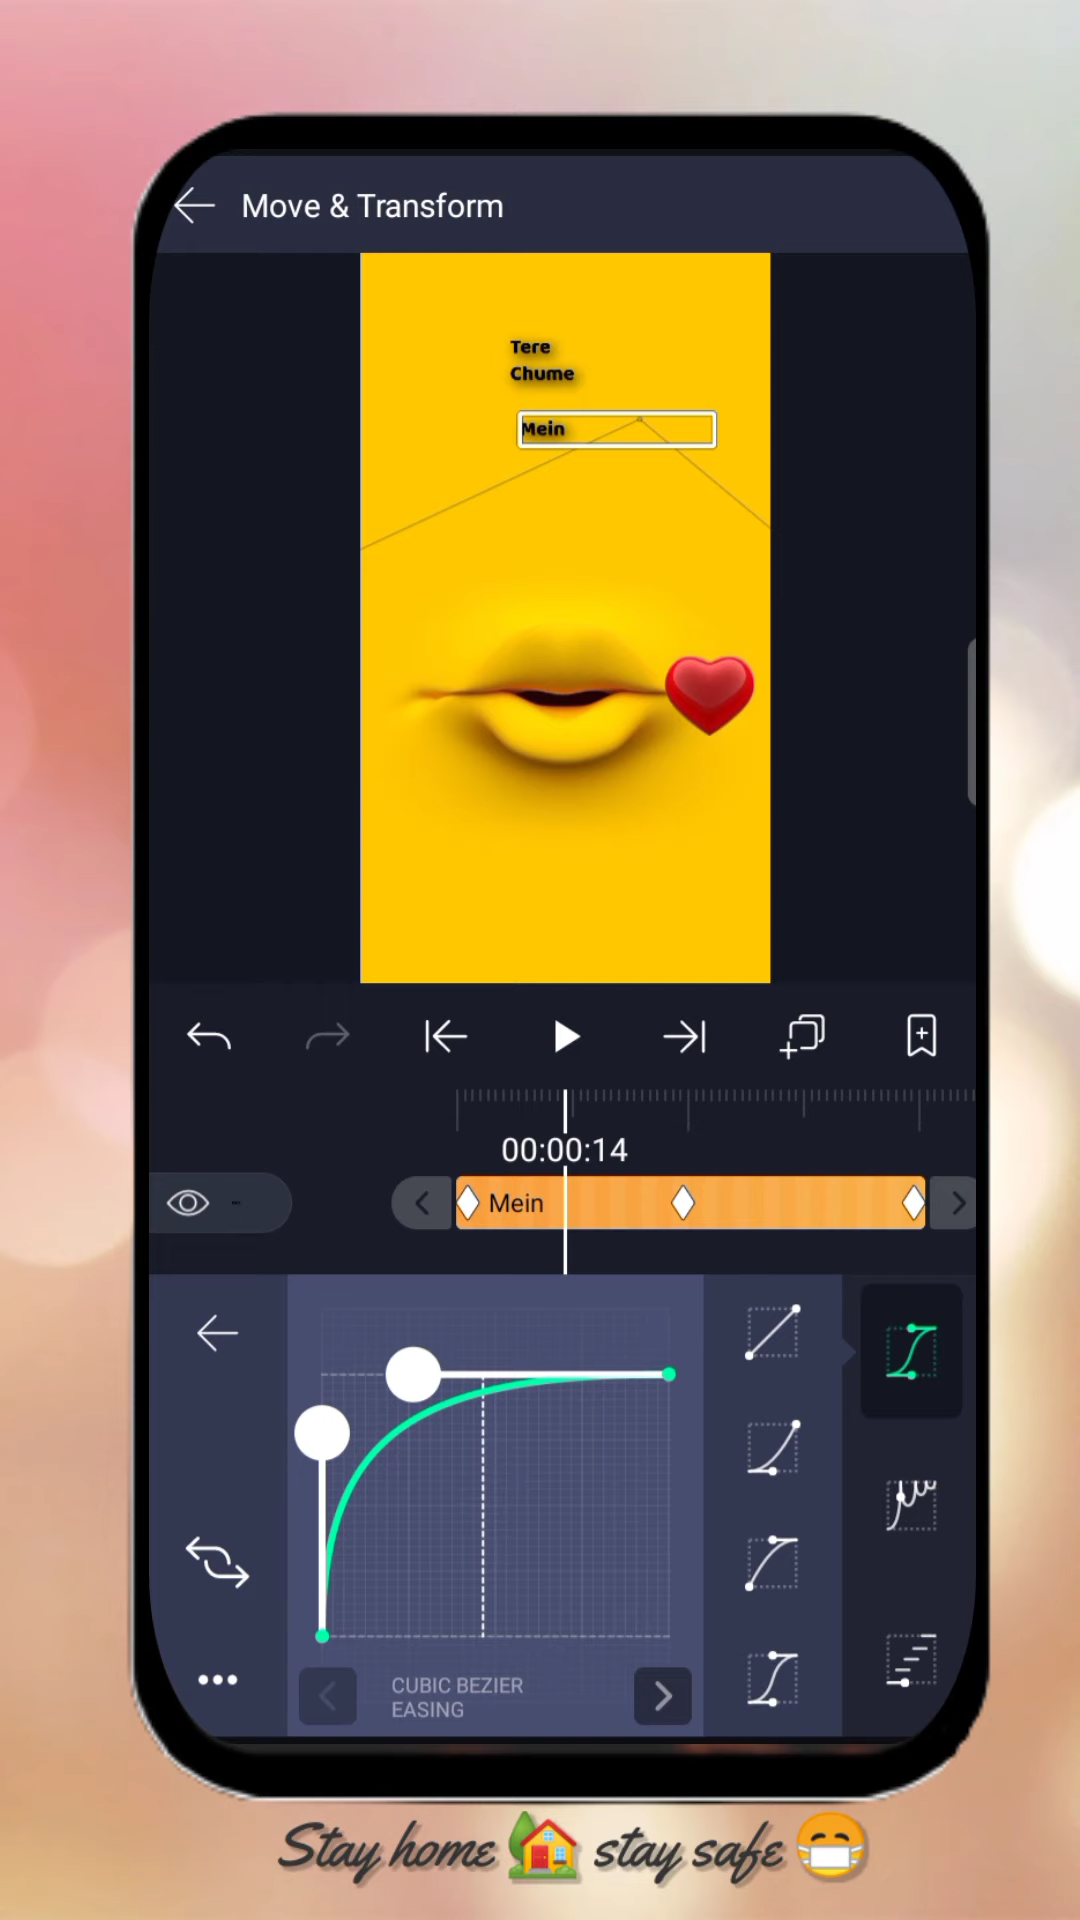 Move & Transform
Tere
Chume
Mein
00:00:14
Mein
CUBIC BEZIER
EASING
Stay home 🏡 stay safe 😷